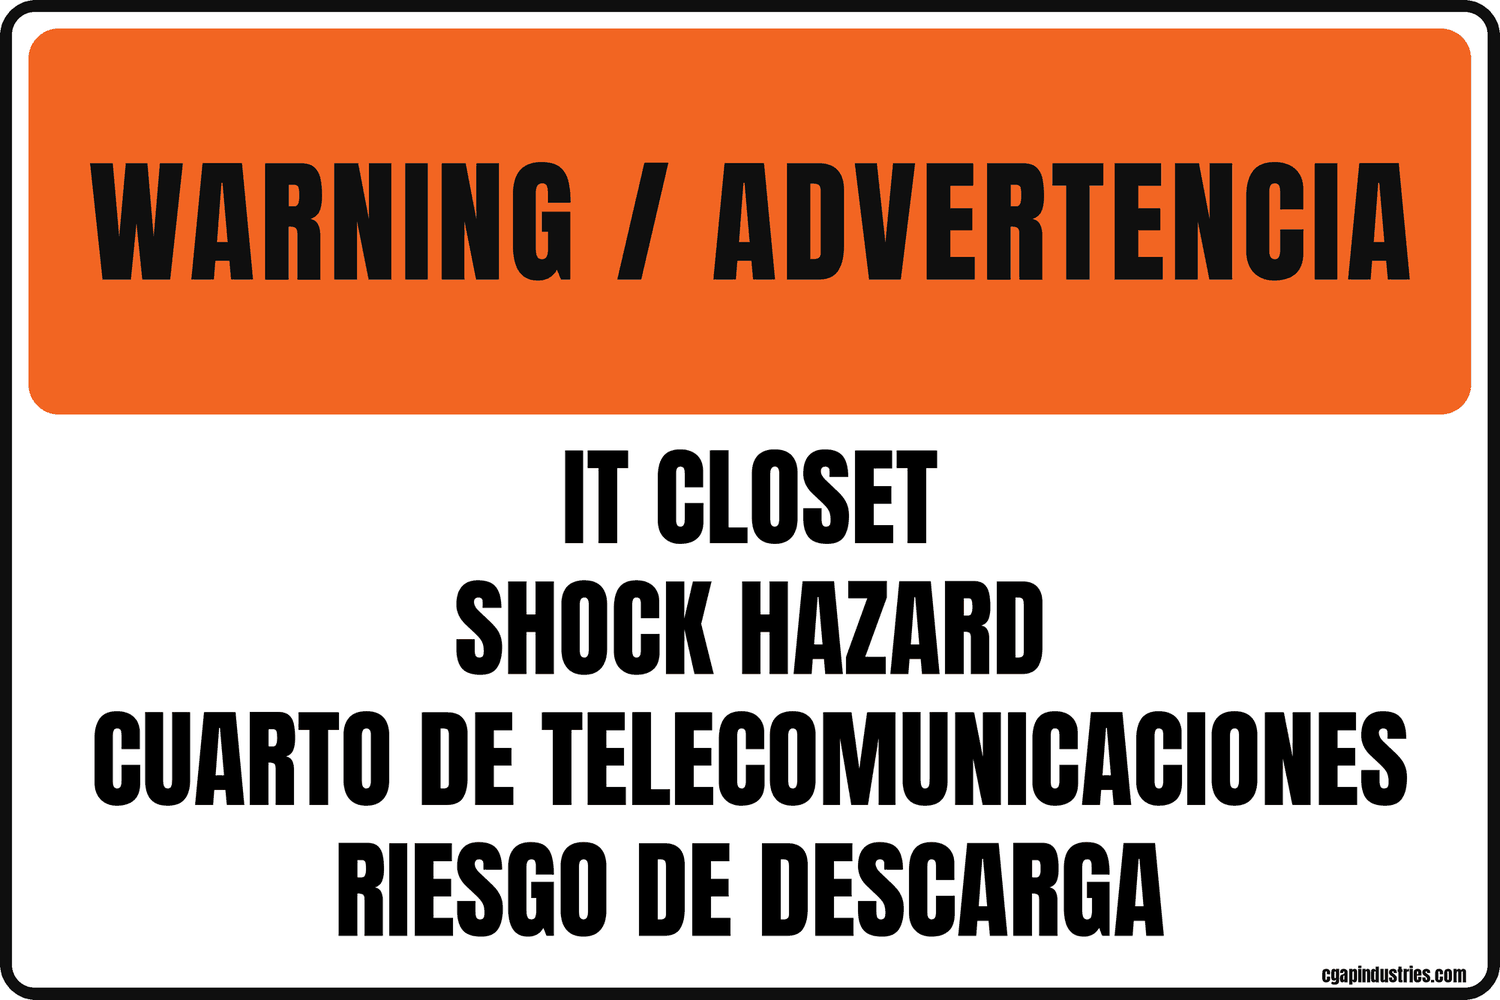 WARNING / ADVERTENCIA
IT CLOSET
SHOCK HAZARD
CUARTO DE TELECOMUNICACIONES
RIESGO DE DESCARGA
cgapindustries.com